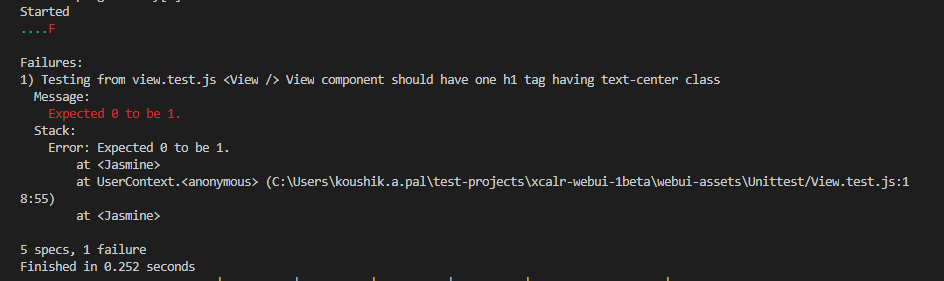 Started
....F
Failures:
1) Testing from view.test.js <View /> View component should have one h1 tag having text-center class
Message:
Expected 0 to be 1.
Stack:
Error: Expected 0 to be 1.
at <Jasmine>
at UserContext.<anonymous> (C:\Users\koushik.a.pal\test-projects\xcalr-webui-1beta\webui-assets\Unittest/View.test.js:1
8:55)
at <Jasmine>
5 specs, 1 failure
Finished in 0.252 seconds